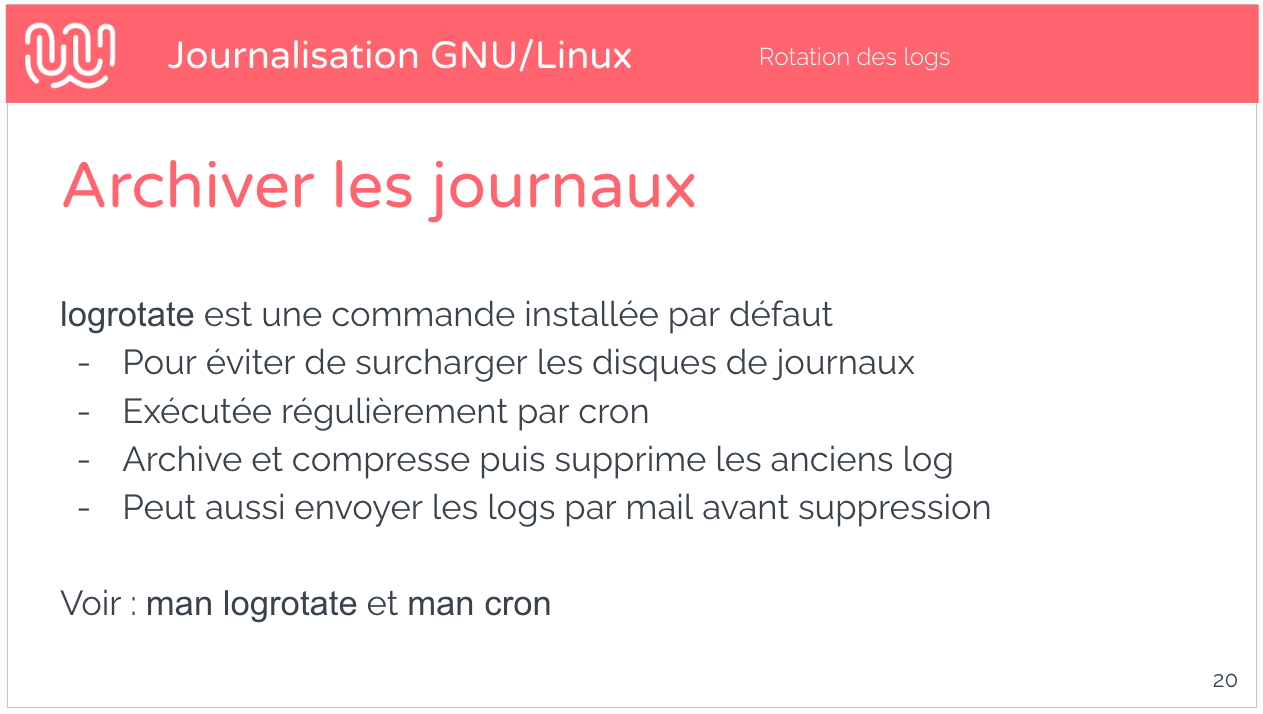 Journalisation GNU/Linux
Rotation des logs
Archiver les journaux
logrotate est une commande installée par défaut
- Pour éviter de surcharger les disques de journaux
- Exécutée régulièrement par cron
- Archive et compresse puis supprime les anciens log
- Peut aussi envoyer les logs par mail avant suppression
Voir : man logrotate et man cron
20